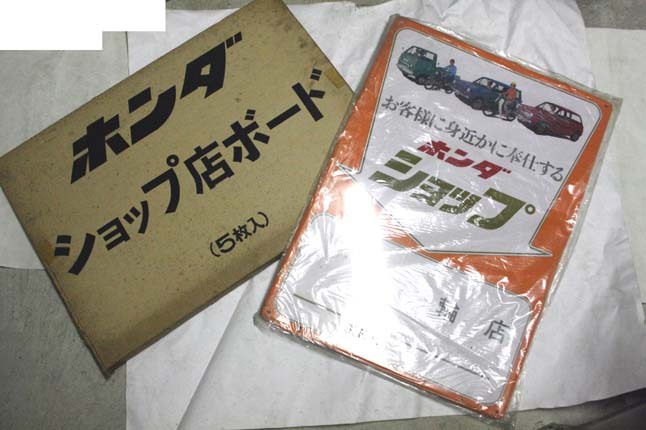 ホンダ
ショップ店ボード
(5枚入)
お客様に身近かに奉仕する
ホンダ
ショップ
輪店